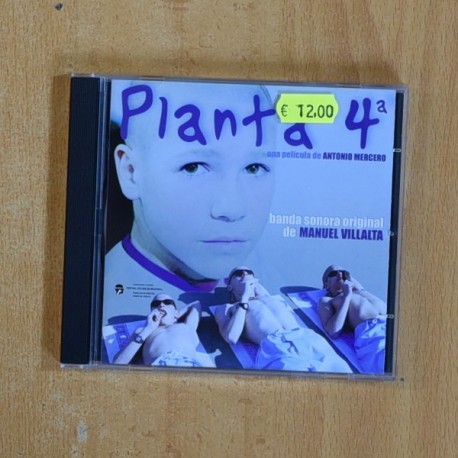 Planta 4ª
€ 12.00
una película de ANTONIO MERCERO
banda sonora original
de MANUEL VILLALTA